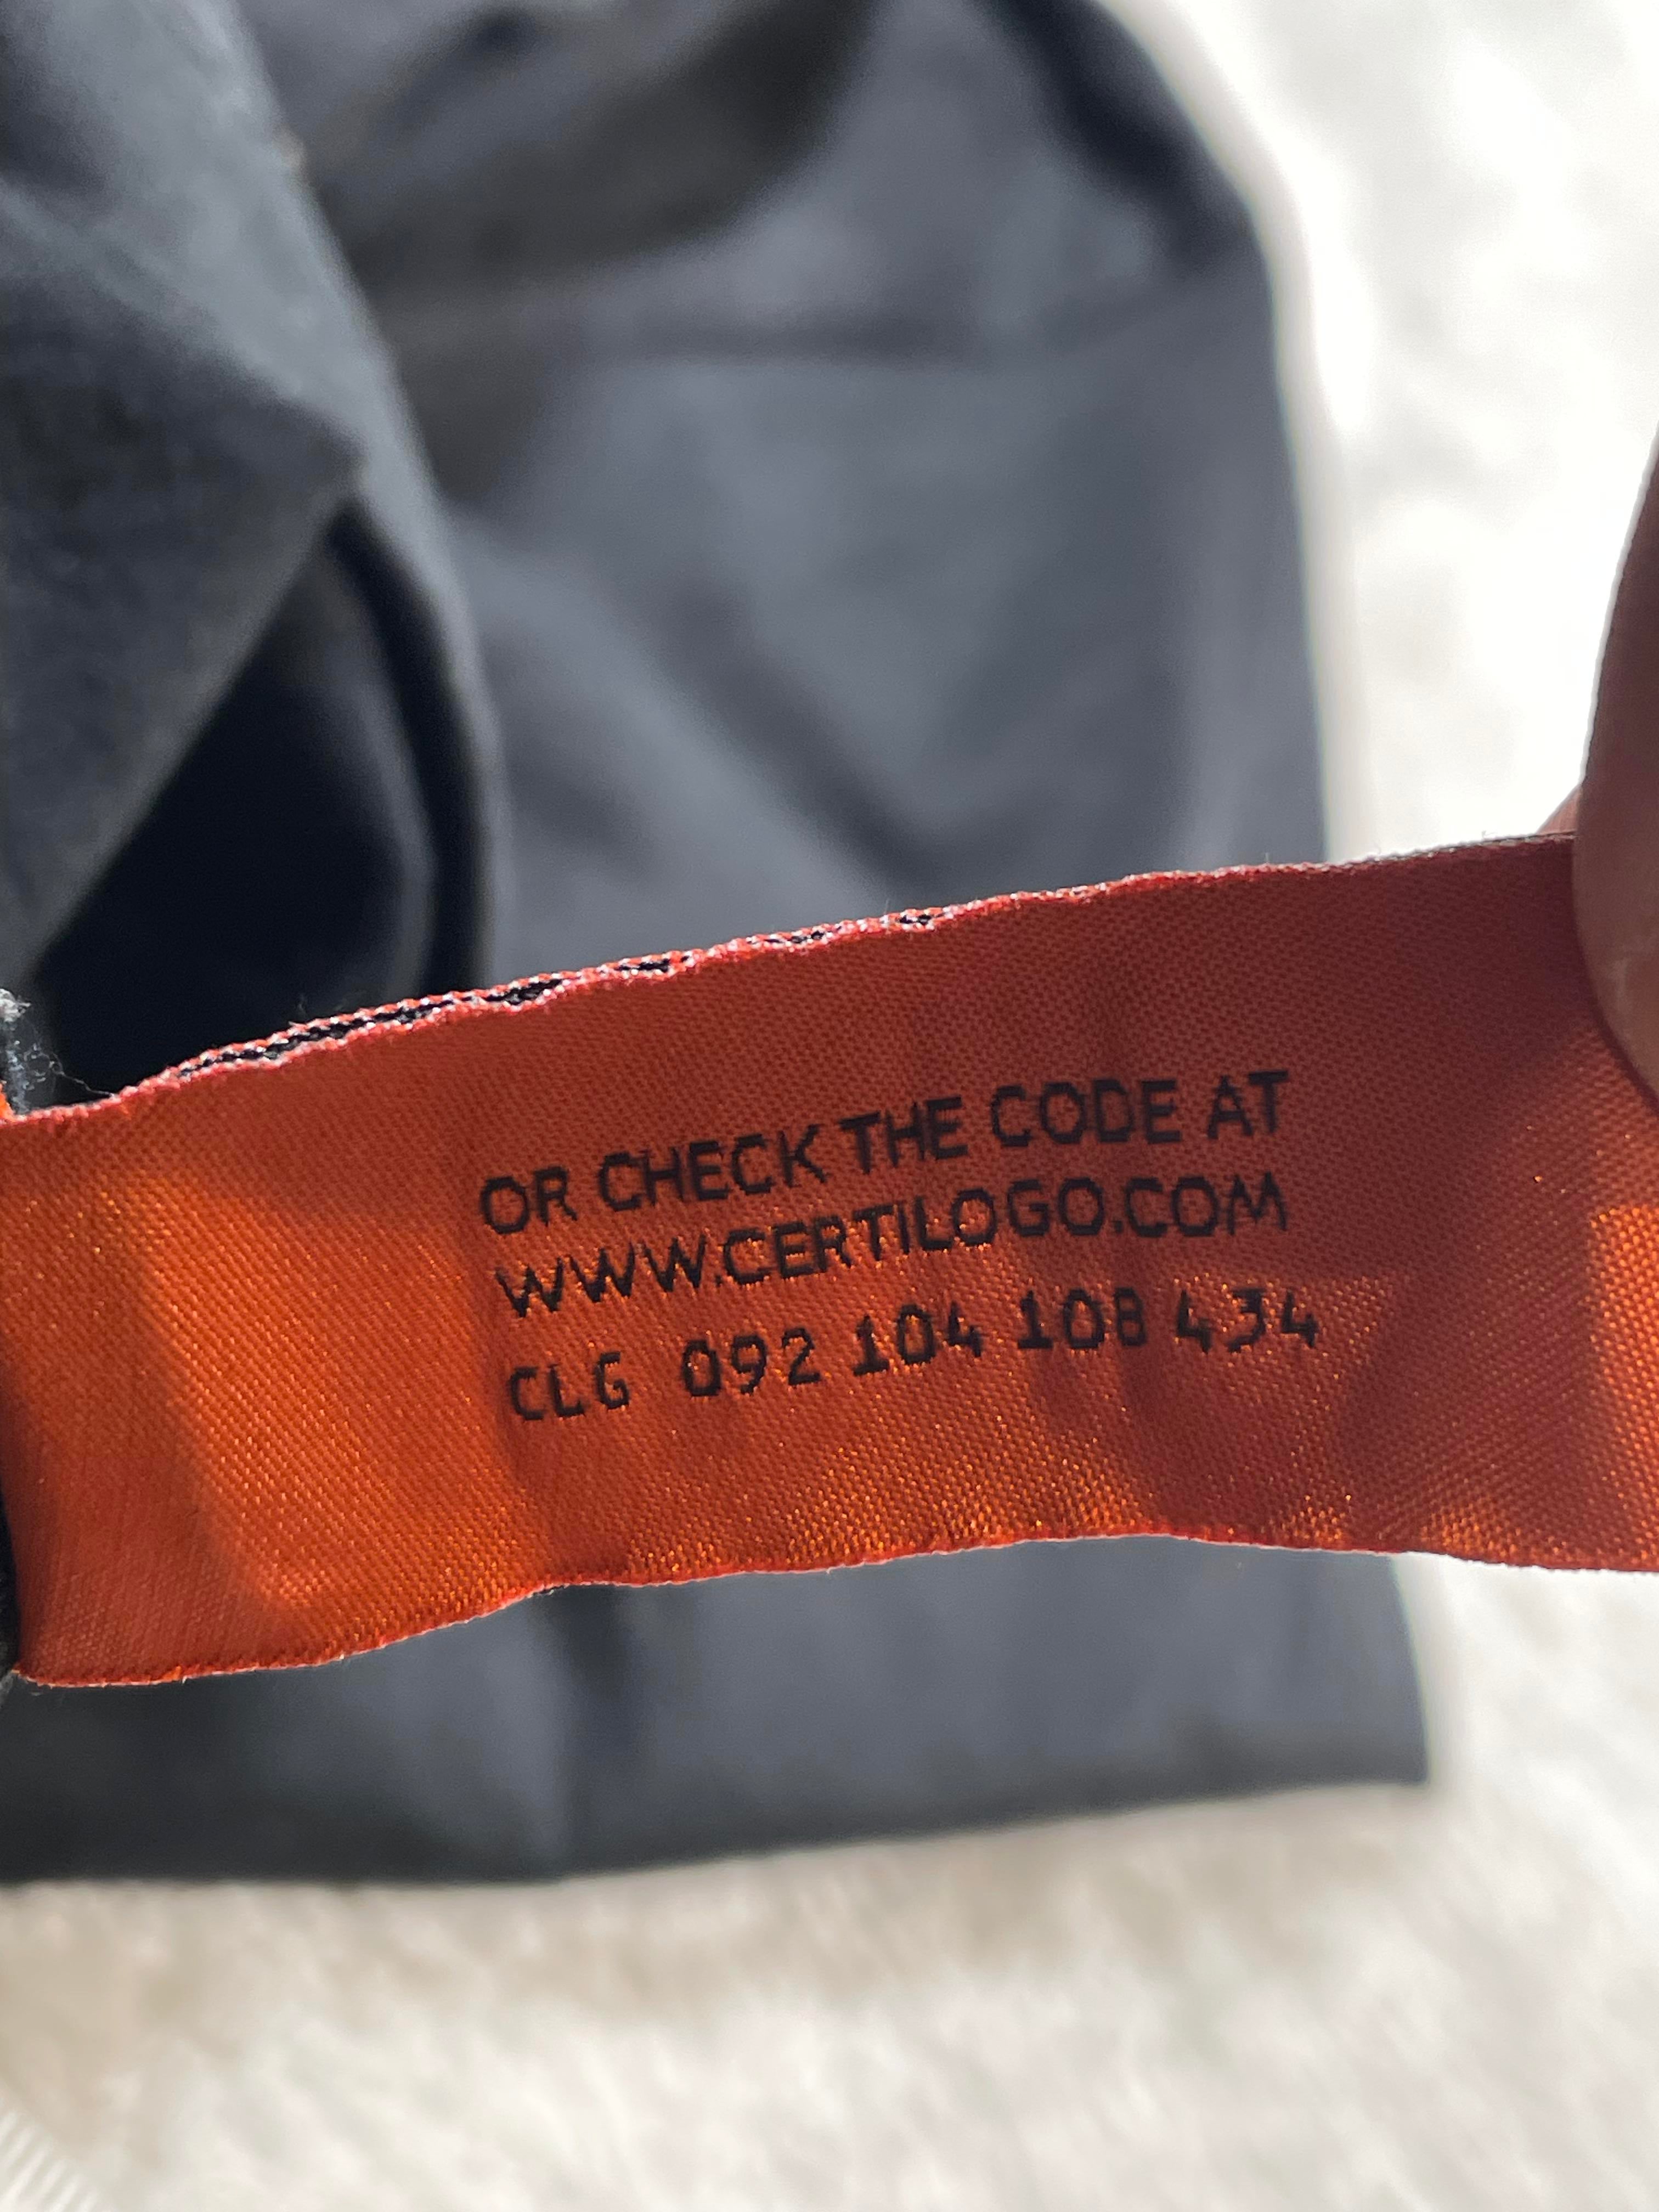 OR CHECK THE CODE AT
WWW.CERTILOGO.COM
CLG 092 104 108 434